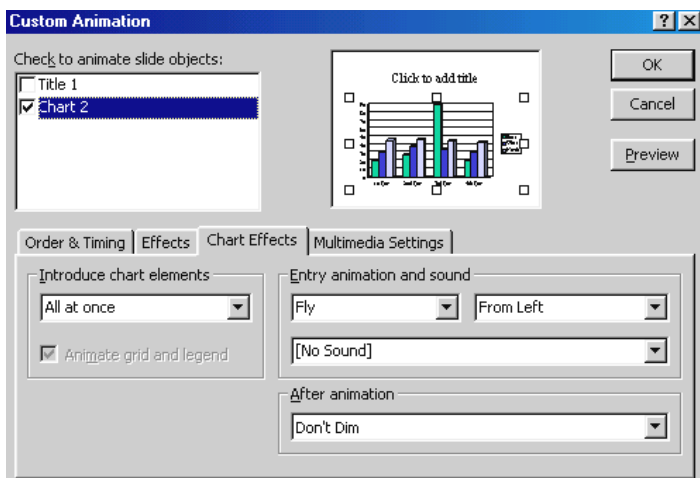 Custom Animation
Check to animate slide objects:
Title 1
Chart 2
Click to add title
OK
Cancel
Preview
Order & Timing
Effects
Chart Effects
Multimedia Settings
Introduce chart elements
All at once
Animate grid and legend
Entry animation and sound
Fly
From Left
[No Sound]
After animation
Don't Dim